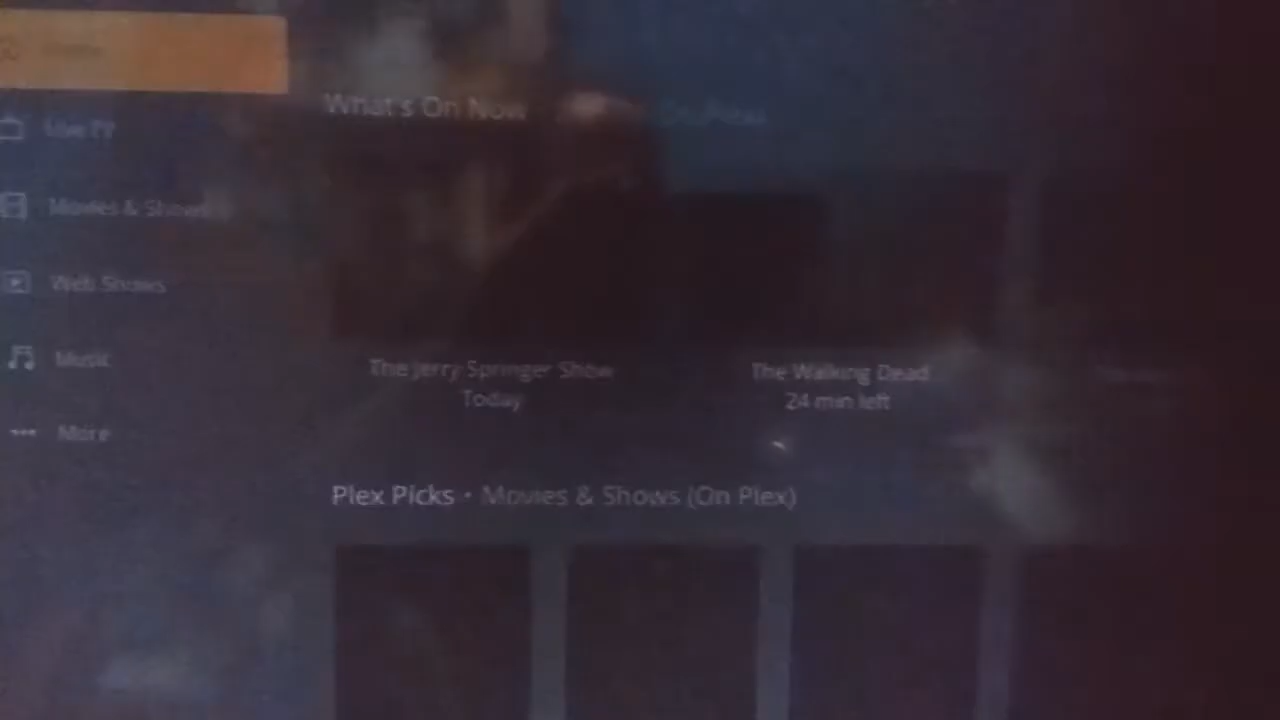 What's On Now
Live TV
Movies & Shows
Web Shows
Music
The Jerry Springer Show
Today
The Walking Dead
24 min left
More
Plex Picks • Movies & Shows (On Plex)